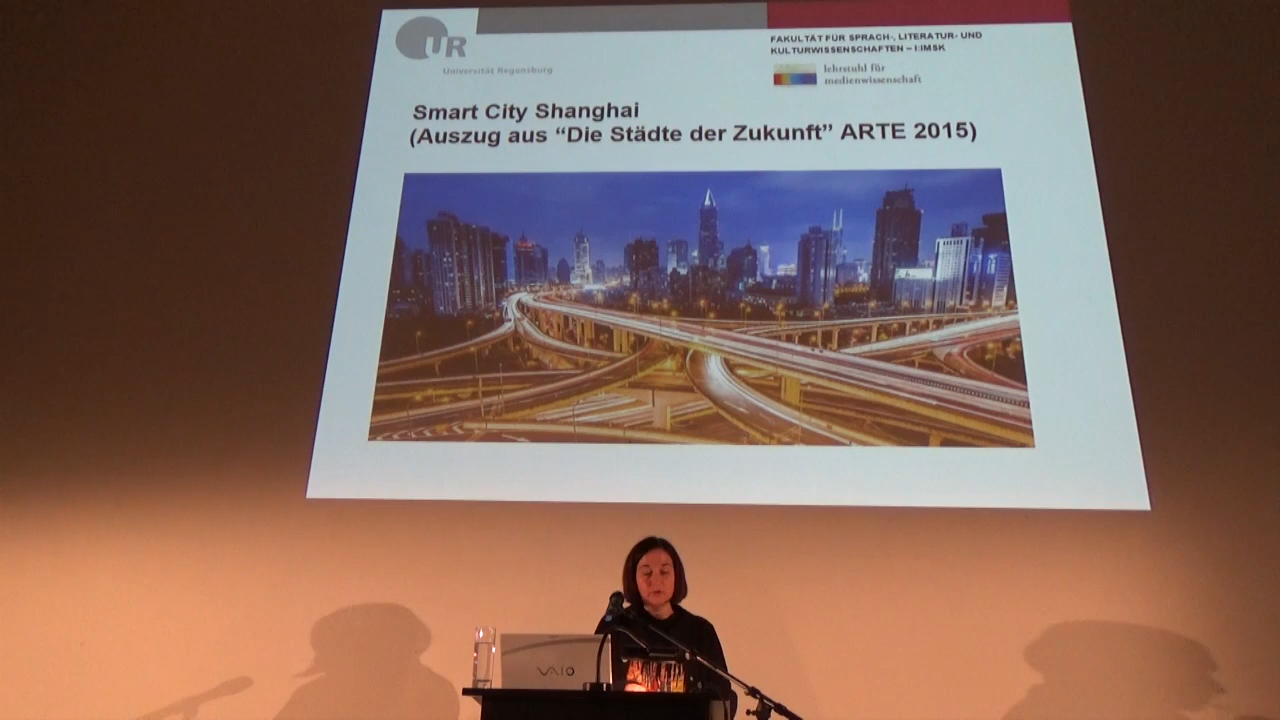 UR
Universität Regensburg
FAKULTÄT FÜR SPRACH-, LITERATUR- UND
KULTURWISSENSCHAFTEN – I:IMSK
lehrstuhl für
medienwissenschaft
Smart City Shanghai
(Auszug aus “Die Städte der Zukunft” ARTE 2015)
VAIO